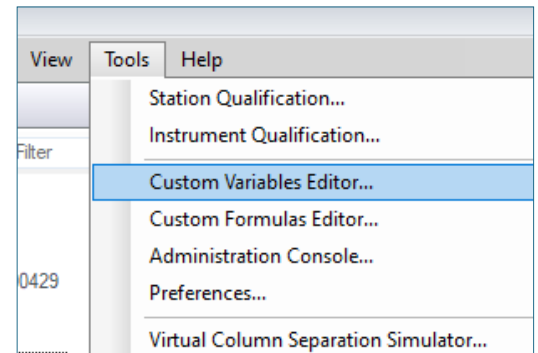 View Tools Help
Station Qualification...
Instrument Qualification...
Filter
Custom Variables Editor...
Custom Formulas Editor...
Administration Console...
0429
Preferences...
Virtual Column Separation Simulator...